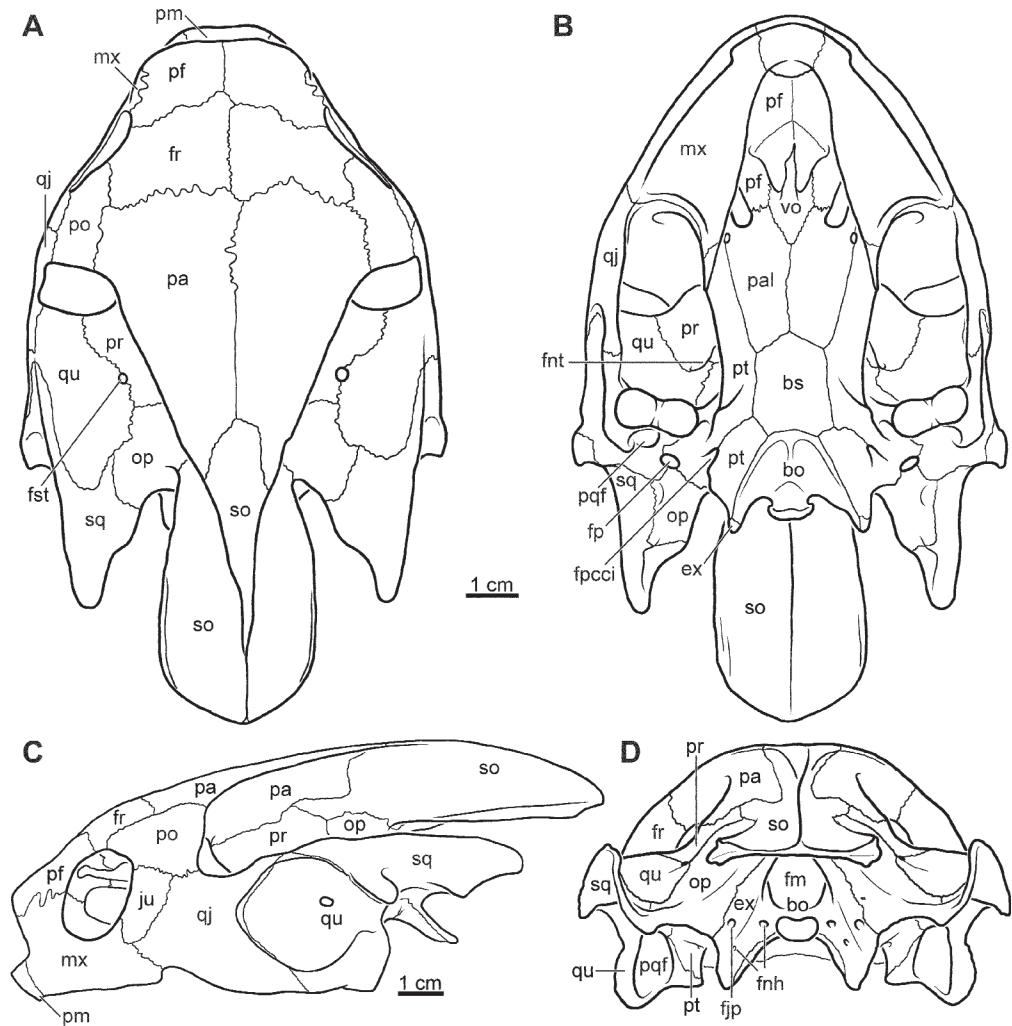 A
pm
mx
pf
fr
qj
po
pa
pr
qu
fst
op
sq
so
so
1 cm
B
pf
mx
pf
vo
qj
pal
qu
pr
fnt
pt
bs
pt
bo
pqf
sq
fp
op
fpcci
ex
so
C
so
pa
pa
fr
po
pr
op
pf
sq
ju
qj
qu
mx
pm
1 cm
D
pr
pa
so
fr
qu
sq
op
fm
ex
bo
qu
pqf
pt
fjp
fnh